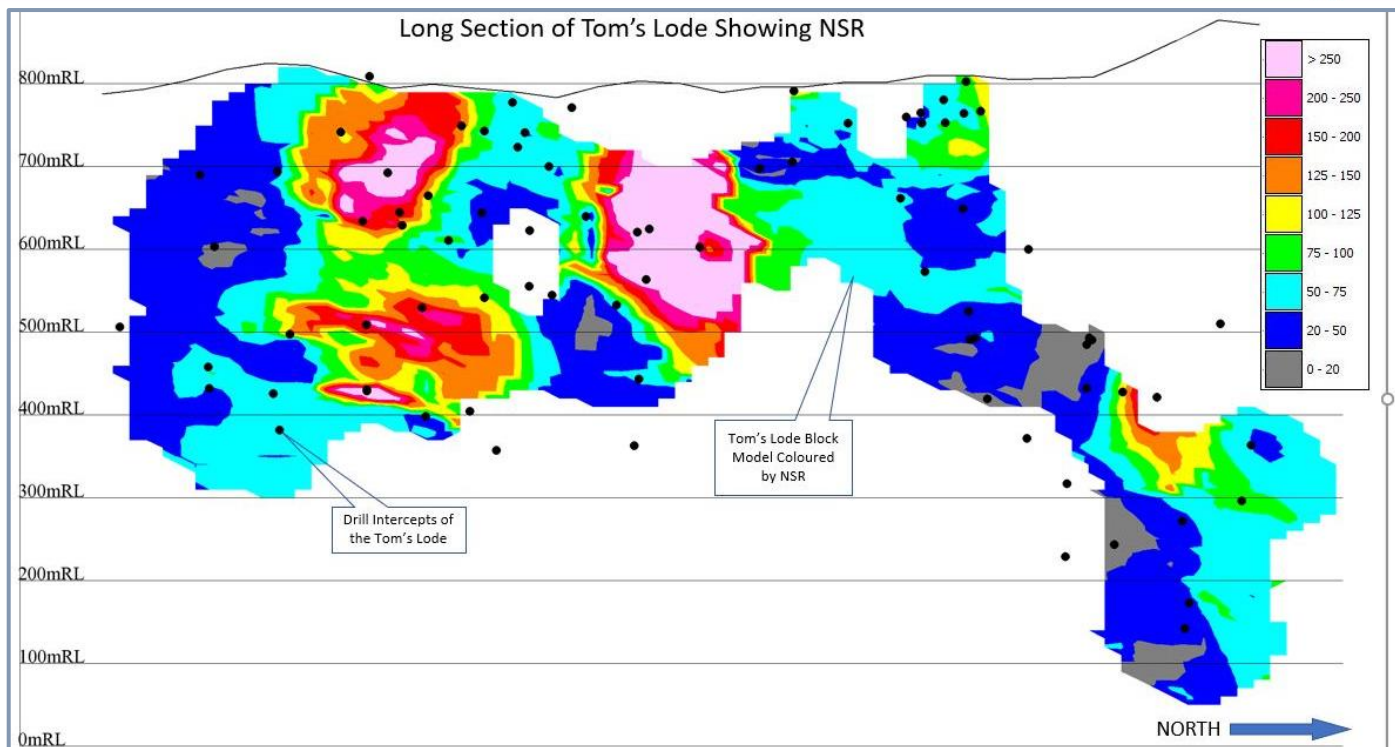 Long Section of Tom's Lode Showing NSR
800mRL
700mRL
600mRL
500mRL
400mRL
300mRL
200mRL
100mRL
0mRL
> 250
200 - 250
150 - 200
125 - 150
100 - 125
75 - 100
50 - 75
20 - 50
0 - 20
Tom's Lode Block
Model Coloured
by NSR
Drill Intercepts of
the Tom's Lode
NORTH